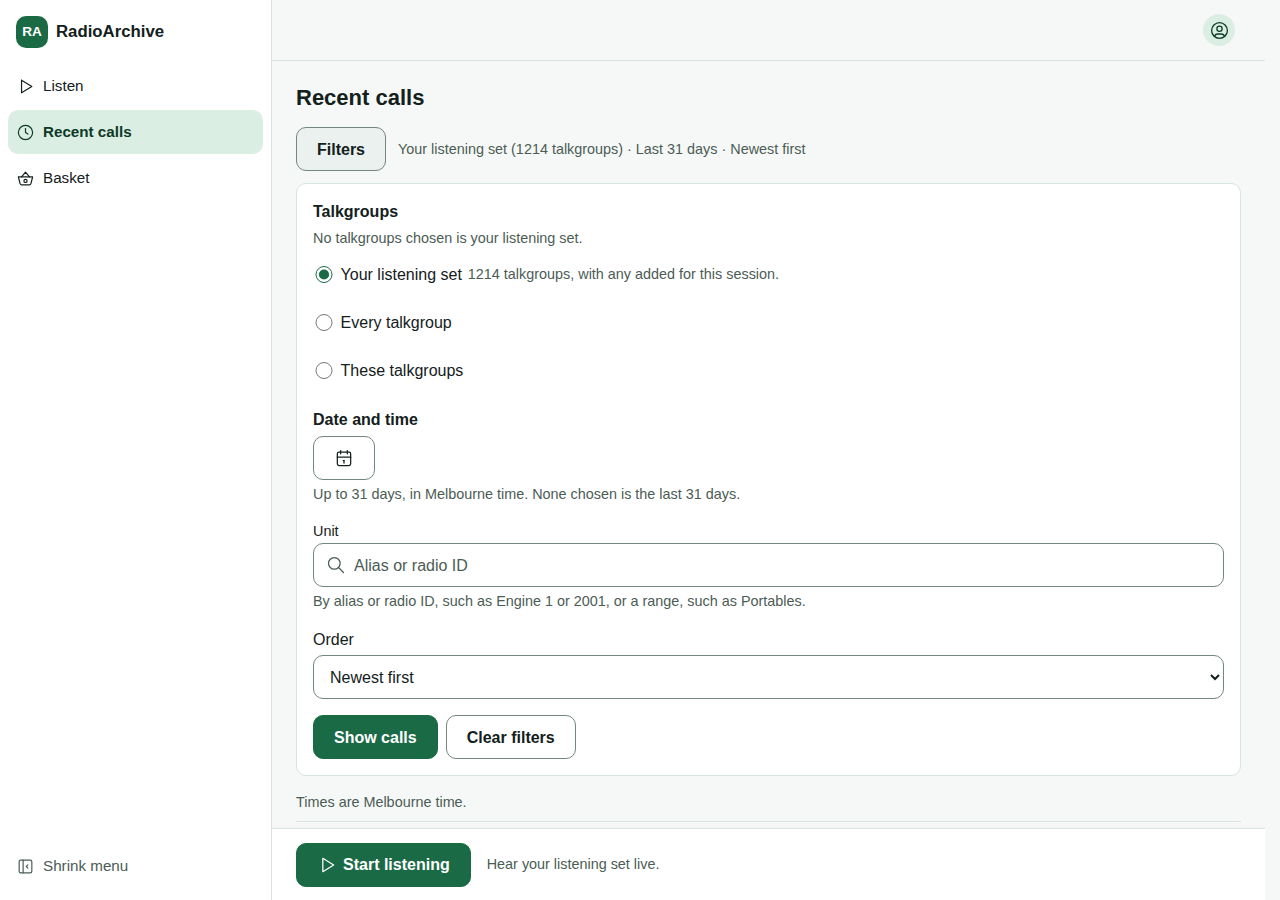 RA RadioArchive
Listen
Recent calls
Basket
Shrink menu
Recent calls
Filters Your listening set (1214 talkgroups) · Last 31 days · Newest first
Talkgroups
No talkgroups chosen is your listening set.
Your listening set 1214 talkgroups, with any added for this session.
Every talkgroup
These talkgroups
Date and time
Up to 31 days, in Melbourne time. None chosen is the last 31 days.
Unit
Alias or radio ID
By alias or radio ID, such as Engine 1 or 2001, or a range, such as Portables.
Order
Newest first
Show calls Clear filters
Times are Melbourne time.
Start listening Hear your listening set live.